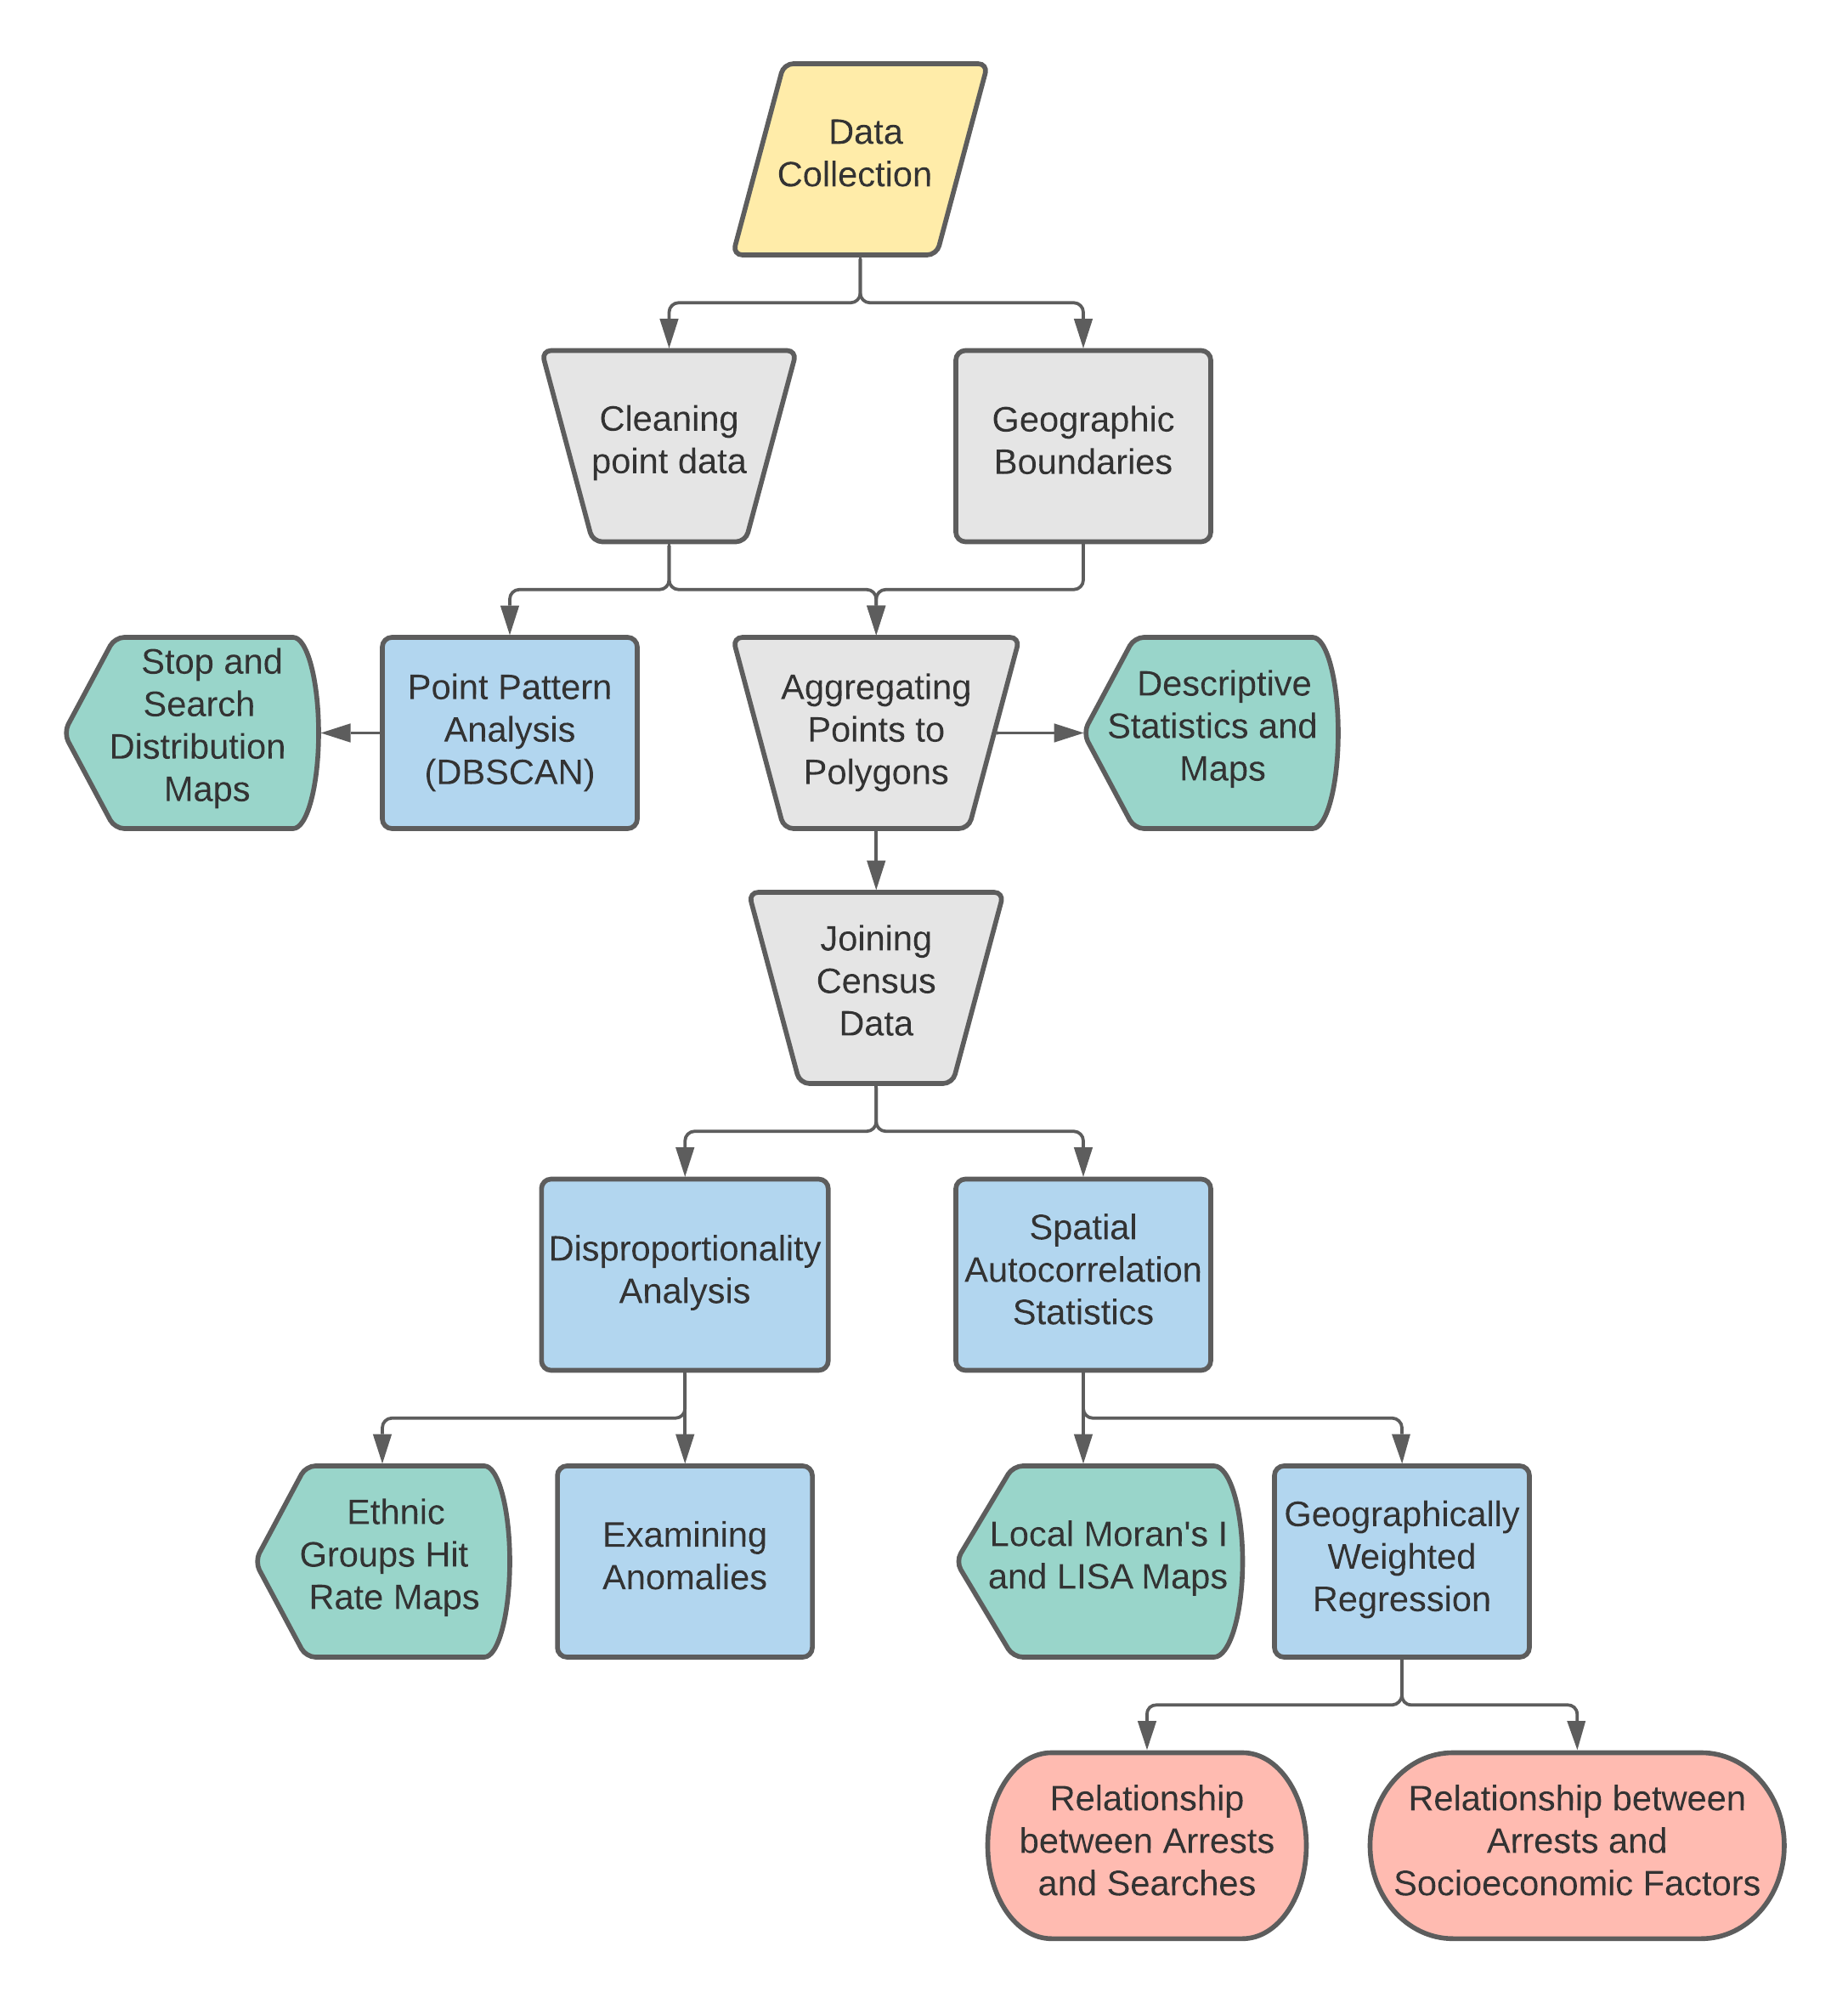 Data
Collection
Cleaning
point data
Geographic
Boundaries
Stop and
Search
Distribution
Maps
Point Pattern
Analysis
(DBSCAN)
Aggregating
Points to
Polygons
Descriptive
Statistics and
Maps
Joining
Census
Data
Disproportionality
Analysis
Spatial
Autocorrelation
Statistics
Ethnic
Groups Hit
Rate Maps
Examining
Anomalies
Local Moran's I
and LISA Maps
Geographically
Weighted
Regression
Relationship
between Arrests
and Searches
Relationship between
Arrests and
Socioeconomic Factors